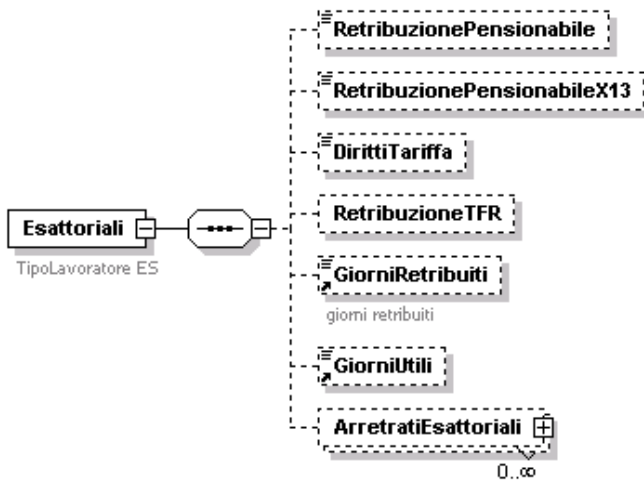 RetribuzionePensionabile
RetribuzionePensionabileX13
DirittiTariffa
Esattoriali
TipoLavoratore ES
RetribuzioneTFR
GiorniRetribuiti
giorni retribuiti
GiorniUtili
ArretratiEsattoriali
0..∞